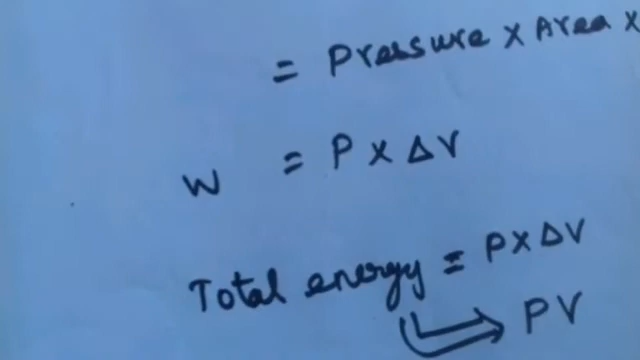 = Pressure × Area ×
W = P × ΔV
Total energy = P × ΔV
PV